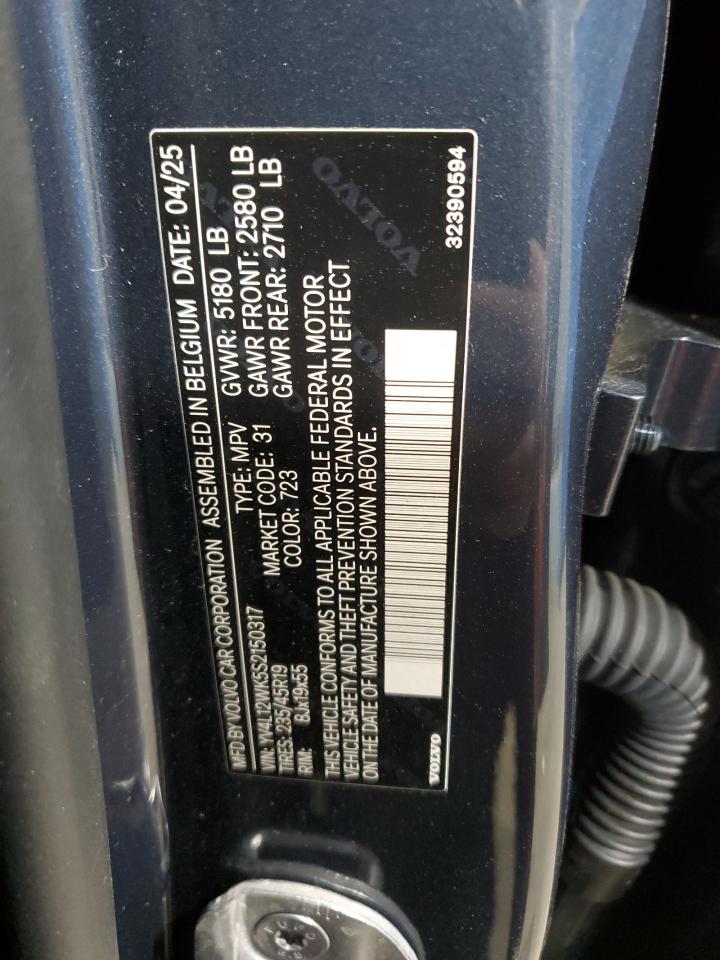 MFD BY VOLVO CAR CORPORATION ASSEMBLED IN BELGIUM DATE: 04/25
VIN: YV4L12WK5S2150317 TYPE: MPV GVWR: 5180 LB
TIRES: 235/45R19 MARKET CODE: 31 GAWR FRONT: 2580 LB
RIM: 8Jx19x55 COLOR: 723 GAWR REAR: 2710 LB
THIS VEHICLE CONFORMS TO ALL APPLICABLE FEDERAL MOTOR
VEHICLE SAFETY AND THEFT PREVENTION STANDARDS IN EFFECT
ON THE DATE OF MANUFACTURE SHOWN ABOVE.
VOLVO 32390594
VOLVO